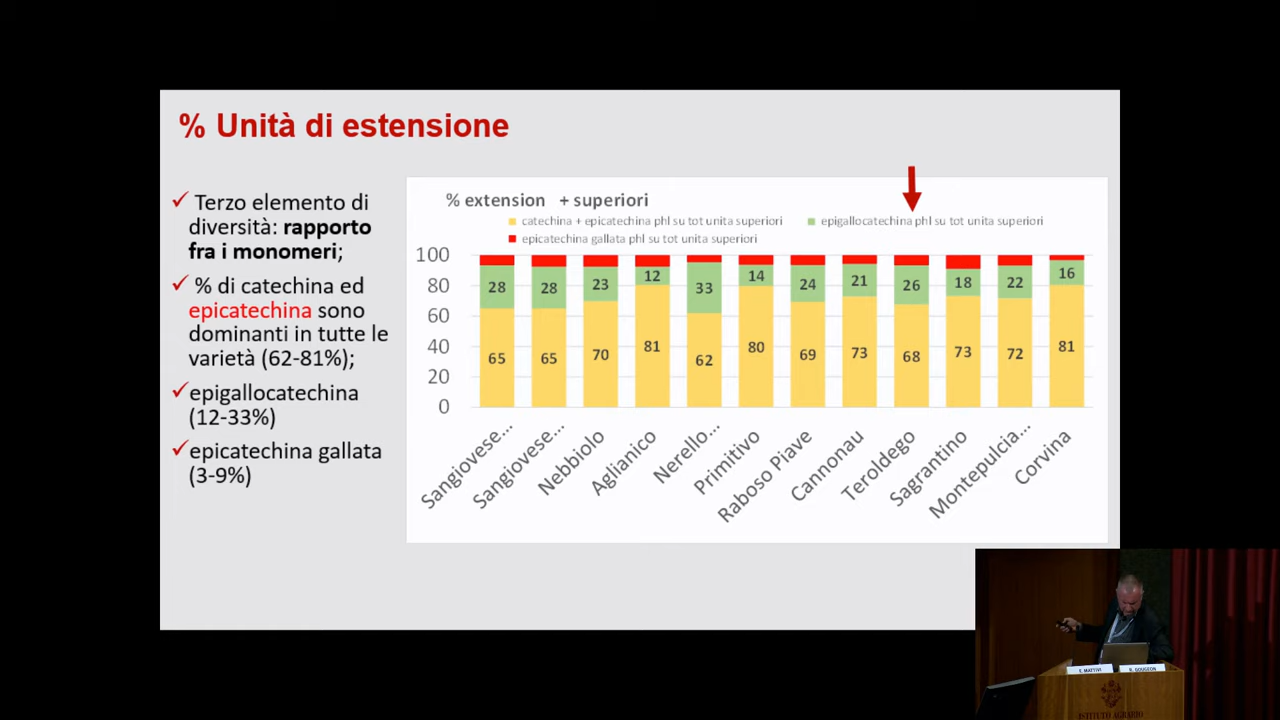 % Unità di estensione
✓ Terzo elemento di
diversità: rapporto
fra i monomeri;
✓ % di catechina ed
epicatechina sono
dominanti in tutte le
varietà (62-81%);
✓ epigallocatechina
(12-33%)
✓ epicatechina gallata
(3-9%)
% extension + superiori
catechina + epicatechina phl su tot unita superiori
epigallocatechina phl su tot unita superiori
epicatechina gallata phl su tot unita superiori
100
80
60
40
20
0
28 28 23 12 33 14 24 21 26 18 22 16
65 65 70 81 62 80 69 73 68 73 72 81
Sangiovese...
Sangiovese...
Nebbiolo
Aglianico
Nerello...
Primitivo
Raboso Piave
Cannonau
Teroldego
Sagrantino
Montepulcia...
Corvina
F. MATTIVI
R. GOUGEON
ISTITUTO AGRARIO